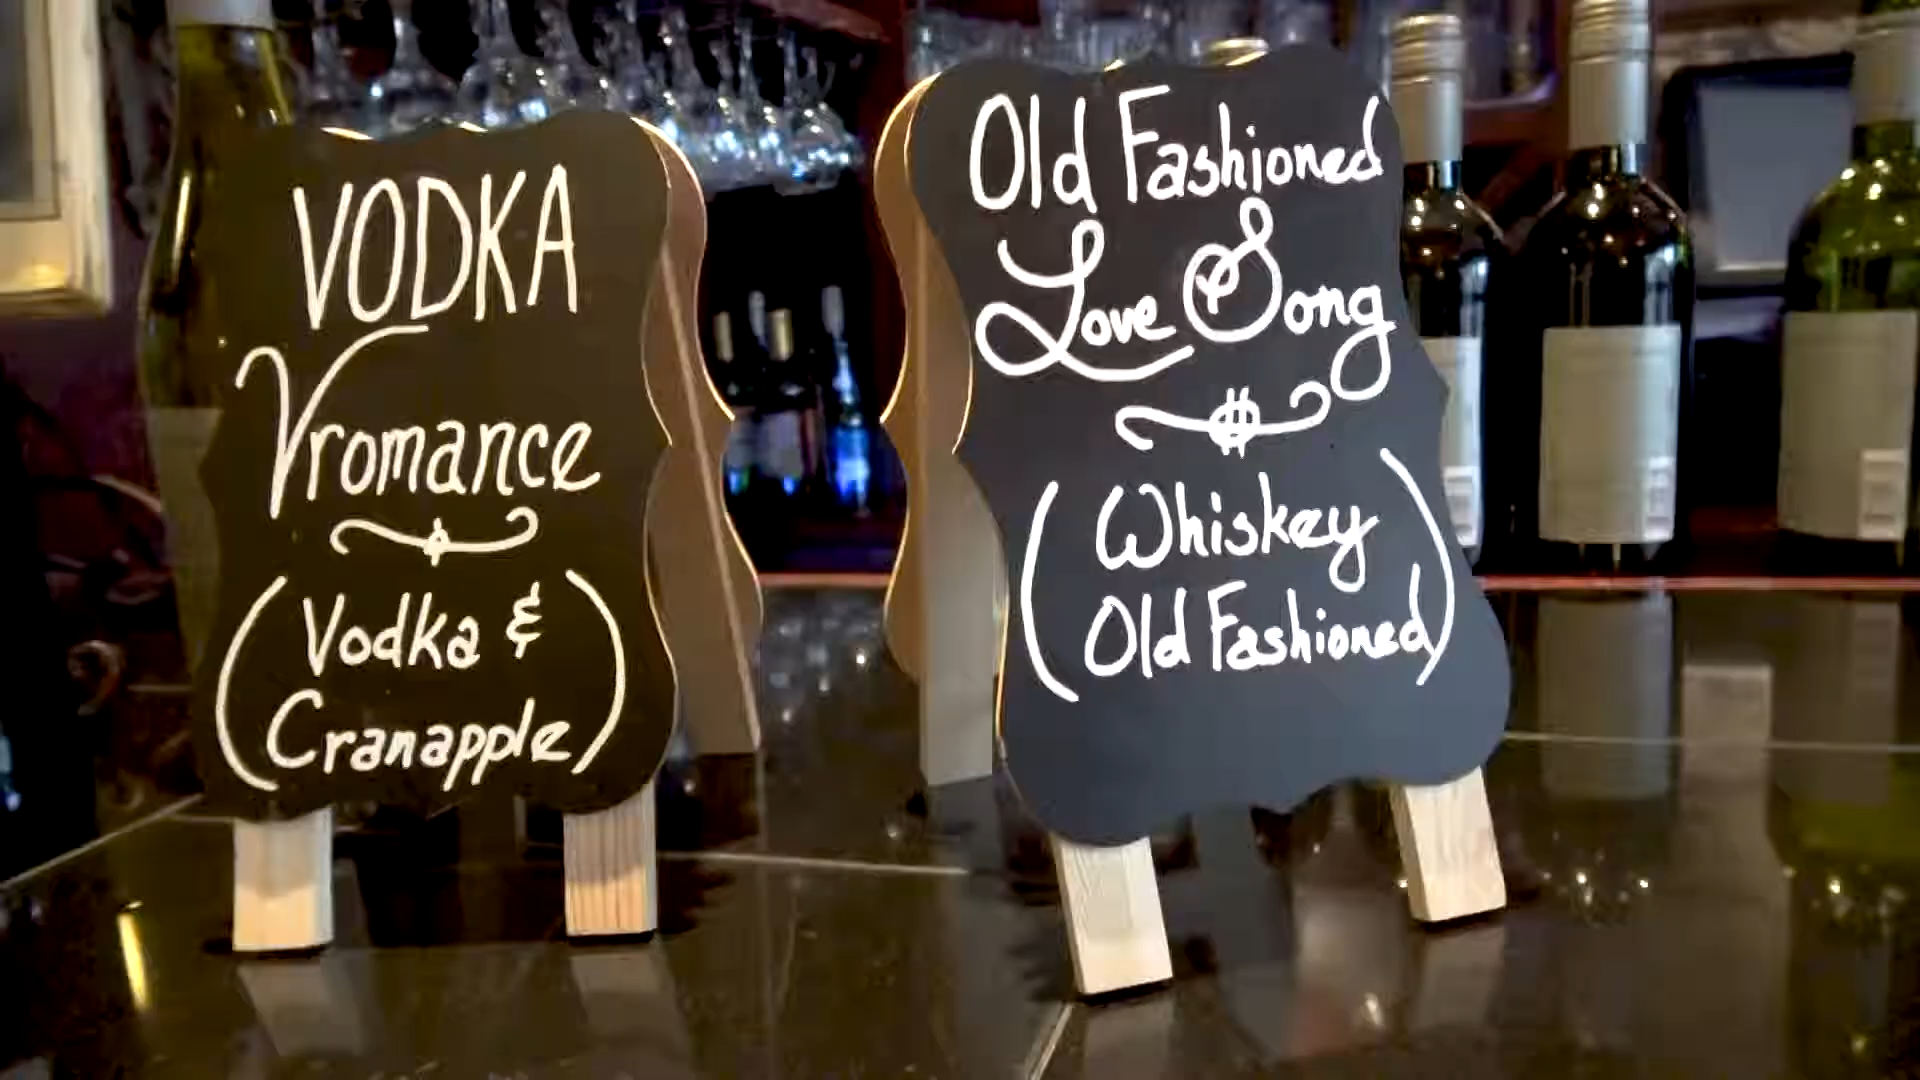 VODKA
Vromance
(Vodka &
Cranapple)
Old Fashioned
Love Song
(Whiskey
Old Fashioned)